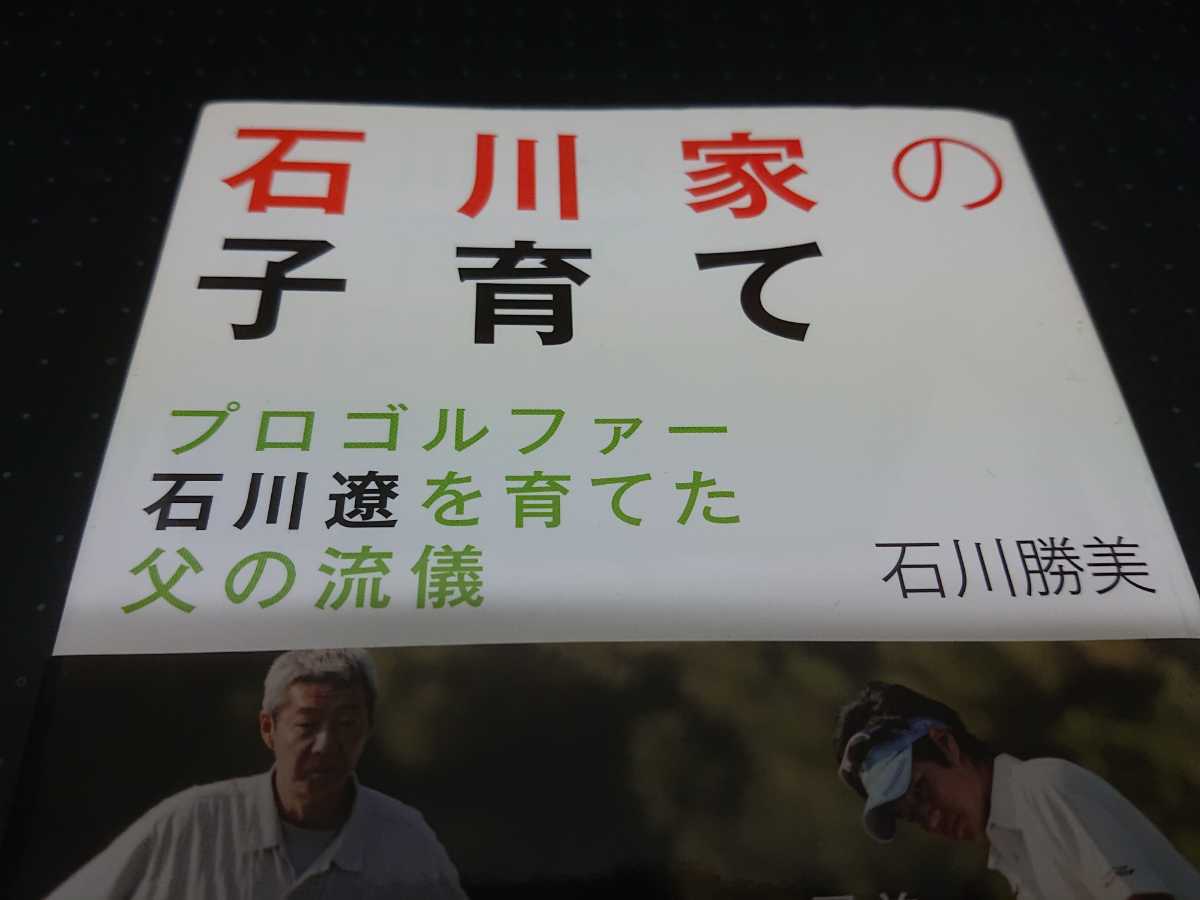 石川家の
子育て
プロゴルファー
石川遼を育てた
父の流儀
石川勝美